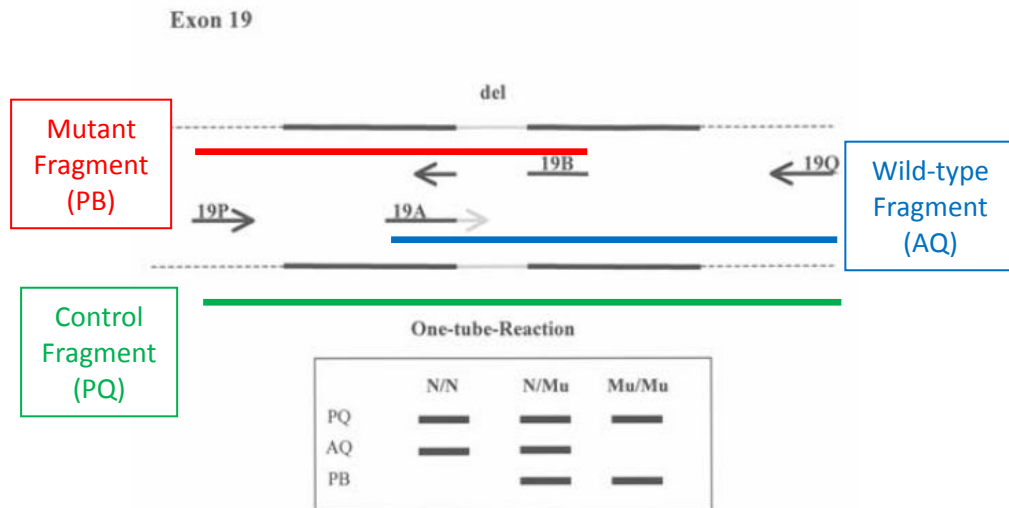 Exon 19
del
Mutant
Fragment
(PB)
19B
19Q
Wild-type
Fragment
(AQ)
19P
19A
Control
Fragment
(PQ)
One-tube-Reaction
N/N N/Mu Mu/Mu
PQ
AQ
PB